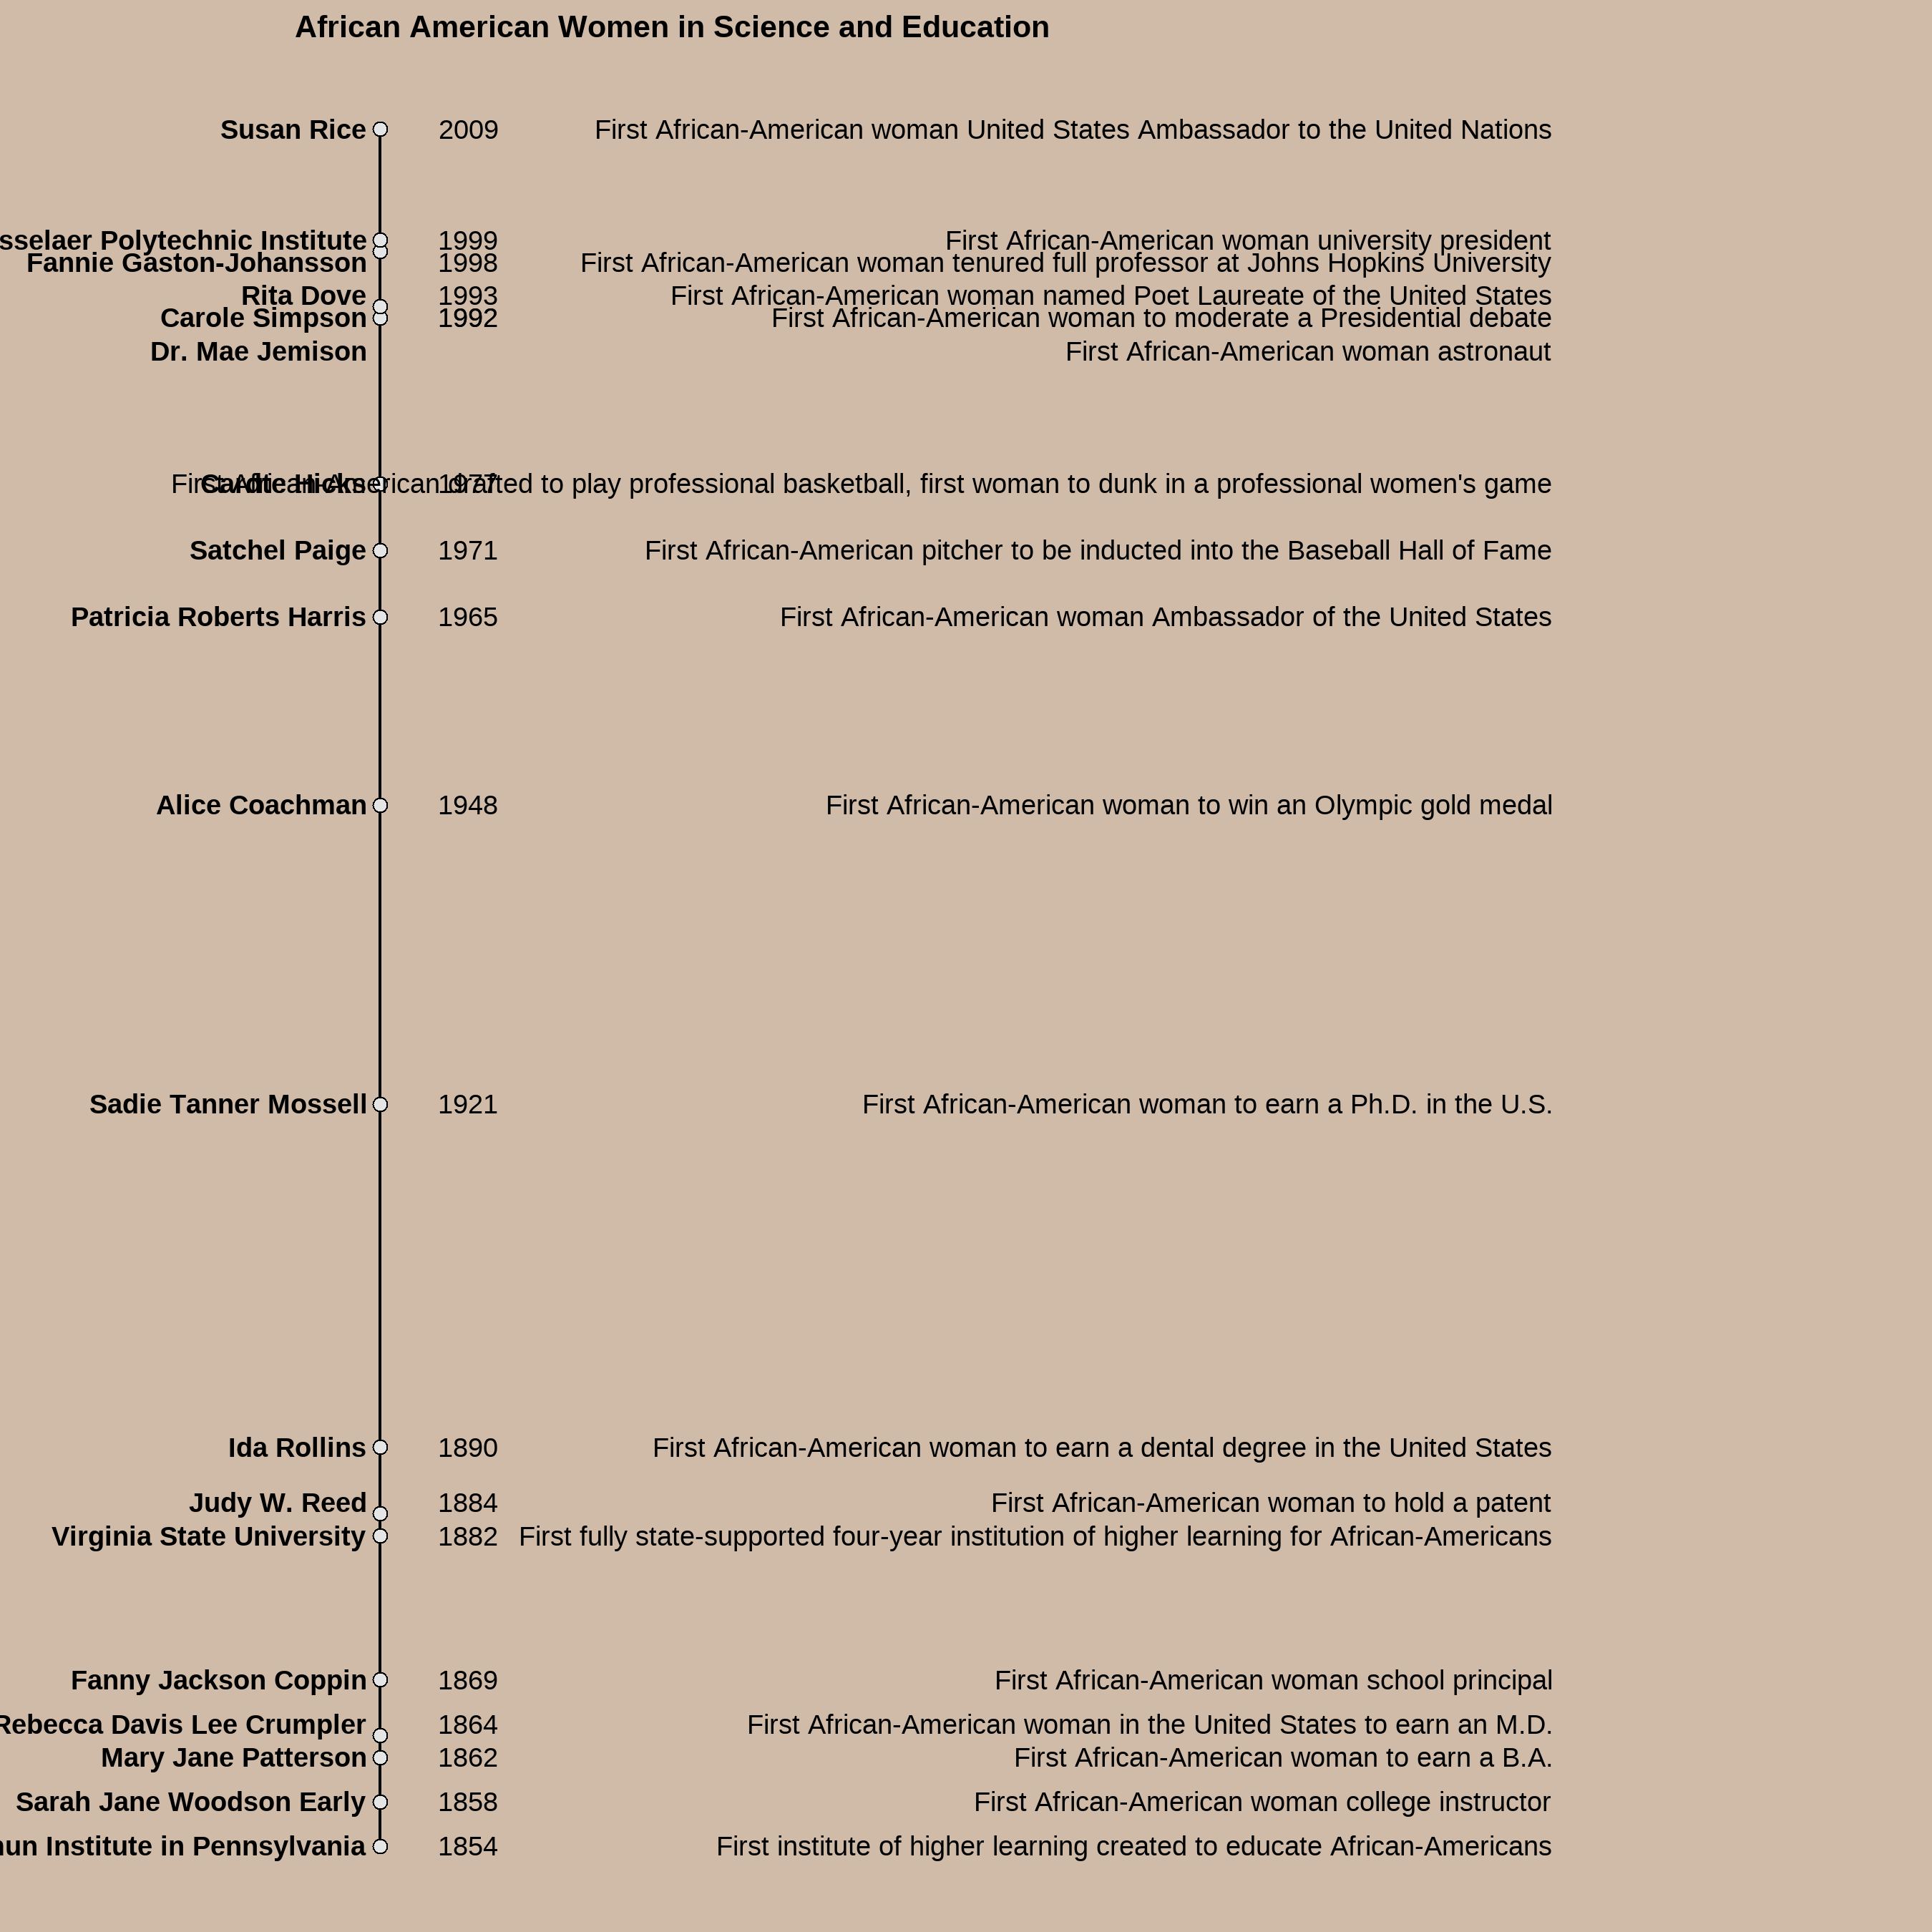 African American Women in Science and Education
Susan Rice 2009 First African-American woman United States Ambassador to the United Nations
Polytechnic Institute 1999 First African-American woman university president
Fannie Gaston-Johansson 1998 First African-American woman tenured full professor at Johns Hopkins University
Rita Dove 1993 First African-American woman named Poet Laureate of the United States
Carole Simpson 1992 First African-American woman to moderate a Presidential debate
Dr. Mae Jemison First African-American woman astronaut
Cardte Hicks 1977 First African-American drafted to play professional basketball, first woman to dunk in a professional women's game
Satchel Paige 1971 First African-American pitcher to be inducted into the Baseball Hall of Fame
Patricia Roberts Harris 1965 First African-American woman Ambassador of the United States
Alice Coachman 1948 First African-American woman to win an Olympic gold medal
Sadie Tanner Mossell 1921 First African-American woman to earn a Ph.D. in the U.S.
Ida Rollins 1890 First African-American woman to earn a dental degree in the United States
Judy W. Reed 1884 First African-American woman to hold a patent
Virginia State University 1882 First fully state-supported four-year institution of higher learning for African-Americans
Fanny Jackson Coppin 1869 First African-American woman school principal
Rebecca Davis Lee Crumpler 1864 First African-American woman in the United States to earn an M.D.
Mary Jane Patterson 1862 First African-American woman to earn a B.A.
Sarah Jane Woodson Early 1858 First African-American woman college instructor
Institute in Pennsylvania 1854 First institute of higher learning created to educate African-Americans